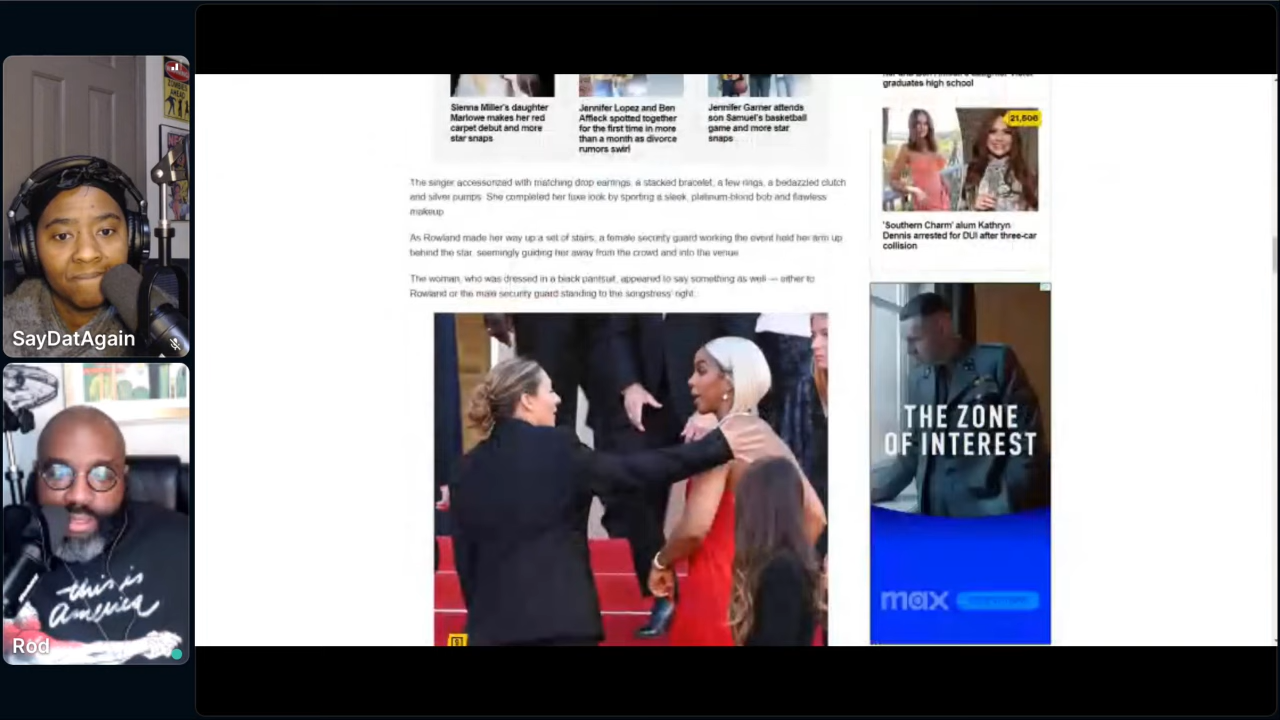 SayDatAgain
this is
america
Rod
Sienna Miller's daughter
Marlowe makes her red
carpet debut and more
star snaps
Jennifer Lopez and Ben
Affleck spotted together
for the first time in more
than a month as divorce
rumors swirl
Jennifer Garner attends
son Samuel's basketball
game and more star
snaps
The singer accessorized with matching drop earrings, a stacked bracelet, a few rings, a bedazzled clutch
and silver pumps. She completed her luxe look by sporting a sleek, platinum-blond bob and flawless
makeup.
As Rowland made her way up a set of stairs, a female security guard working the event held her arm up
behind the star, seemingly guiding her away from the crowd and into the venue.
The woman, who was dressed in a black pantsuit, appeared to say something as well — either to
Rowland or the male security guard standing to the songstress' right.
graduates high school
21,508
'Southern Charm' alum Kathryn
Dennis arrested for DUI after three-car
collision
THE ZONE
OF INTEREST
max